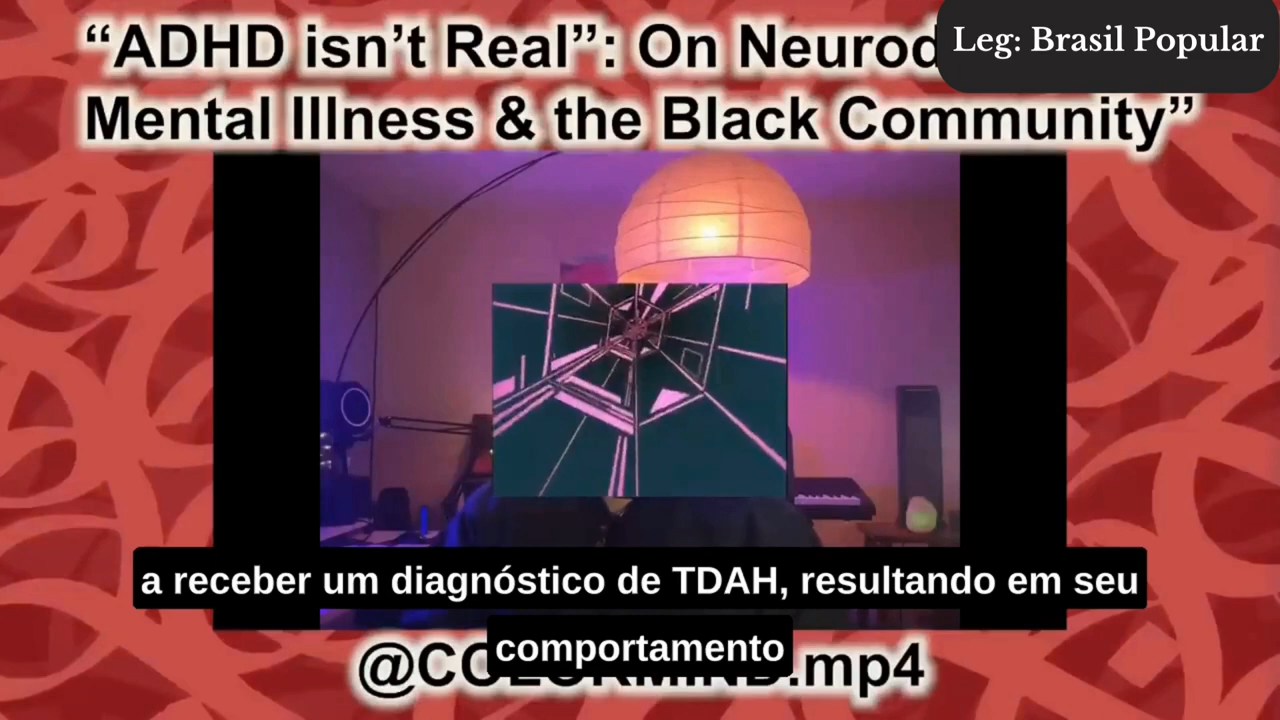 “ADHD isn’t Real”: On Neurod
Leg: Brasil Popular
Mental Illness & the Black Community”
a receber um diagnóstico de TDAH, resultando em seu
comportamento
.mp4